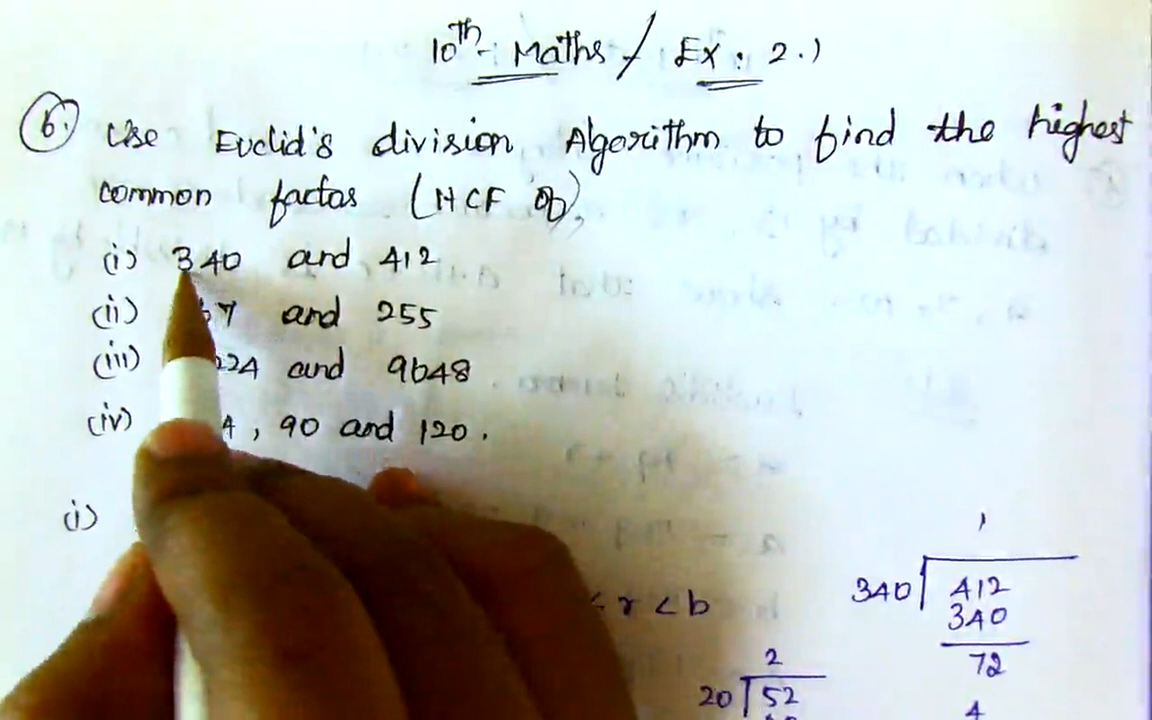 10th - Maths / Ex. 2.1
6. Use Euclid's division Algorithm to find the highest
common factor (HCF of),
(i) 340 and 412
(ii) and 255
(iii) and 9648
(iv) , 90 and 120.
(i)
< r < b
1
340 412
340
72
4
2
20 52